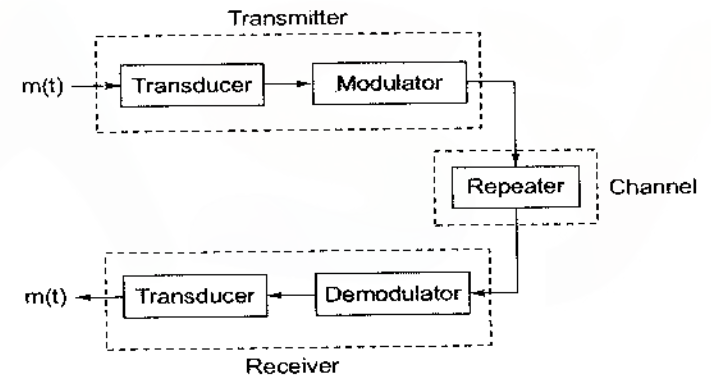 Transmitter
m(t)
Transducer
Modulator
Repeater
Channel
m(t)
Transducer
Demodulator
Receiver